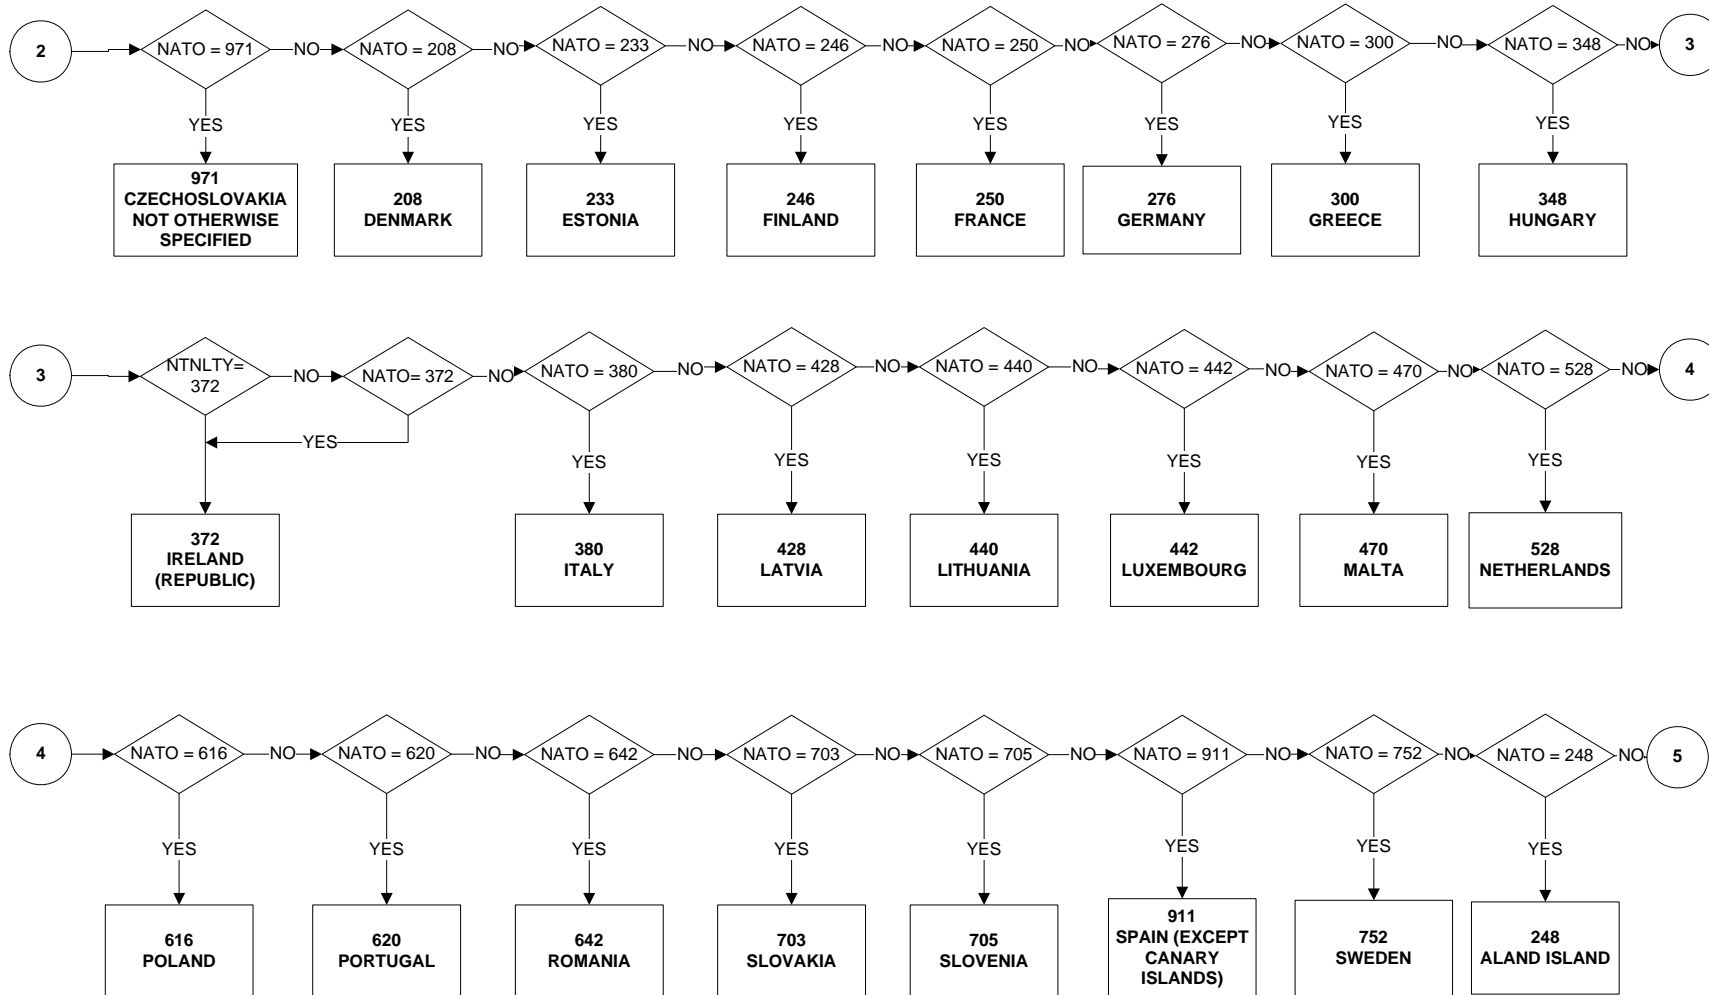 2
NATO = 971
NO
NATO = 208
NO
NATO = 233
NO
NATO = 246
NO
NATO = 250
NO
NATO = 276
NO
NATO = 300
NO
NATO = 348
NO
3
YES
YES
YES
YES
YES
YES
YES
YES
971
CZECHOSLOVAKIA
NOT OTHERWISE
SPECIFIED
208
DENMARK
233
ESTONIA
246
FINLAND
250
FRANCE
276
GERMANY
300
GREECE
348
HUNGARY
3
NTNLTY=
372
NO
NATO= 372
NO
NATO = 380
NO
NATO = 428
NO
NATO = 440
NO
NATO = 442
NO
NATO = 470
NO
NATO = 528
NO
4
YES
YES
YES
YES
YES
YES
YES
372
IRELAND
(REPUBLIC)
380
ITALY
428
LATVIA
440
LITHUANIA
442
LUXEMBOURG
470
MALTA
528
NETHERLANDS
4
NATO = 616
NO
NATO = 620
NO
NATO = 642
NO
NATO = 703
NO
NATO = 705
NO
NATO = 911
NO
NATO = 752
NO
NATO = 248
NO
5
YES
YES
YES
YES
YES
YES
YES
YES
616
POLAND
620
PORTUGAL
642
ROMANIA
703
SLOVAKIA
705
SLOVENIA
911
SPAIN (EXCEPT
CANARY
ISLANDS)
752
SWEDEN
248
ALAND ISLAND